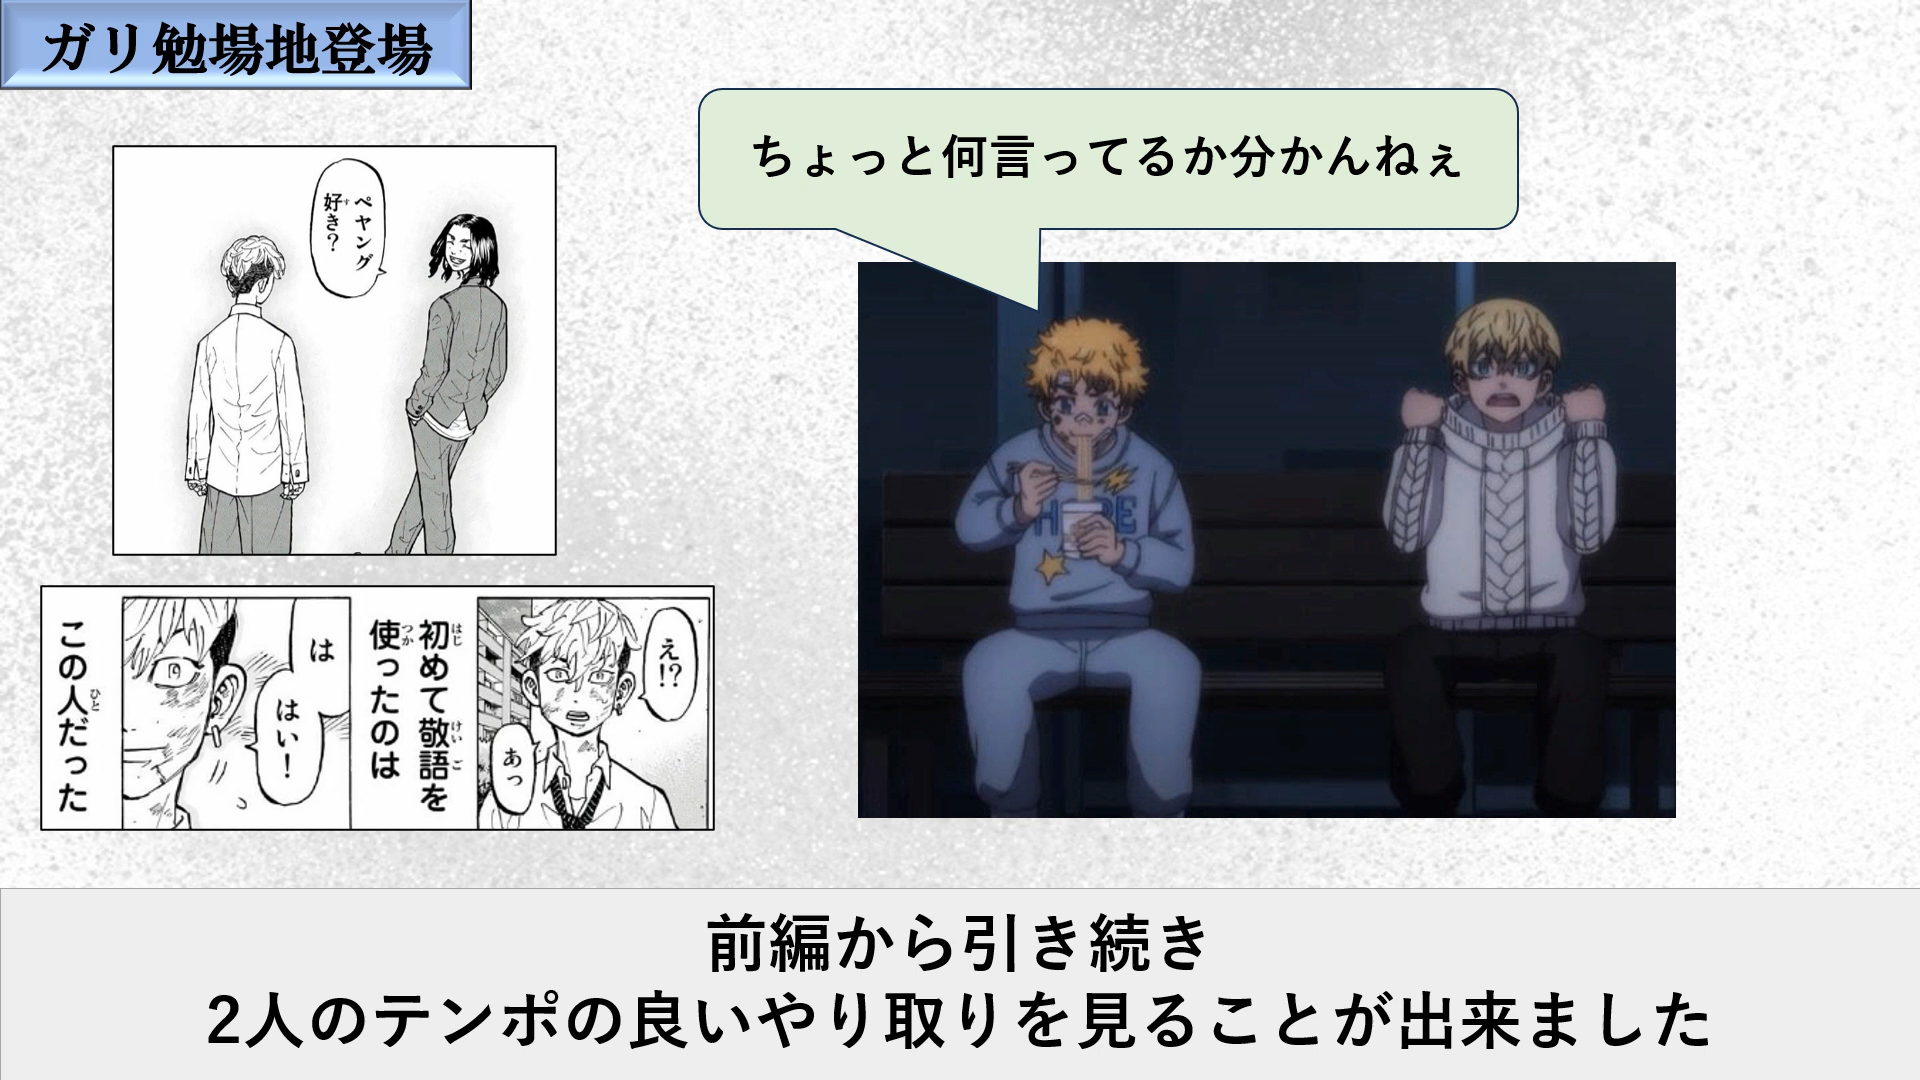 ガリ勉場地登場
ちょっと何言ってるか分かんねぇ
ペヤング
好き?
え!?
あっ
初めて敬語を
使ったのは
は
はい!
この人だった
HOPE
前編から引き続き
2人のテンポの良いやり取りを見ることが出来ました